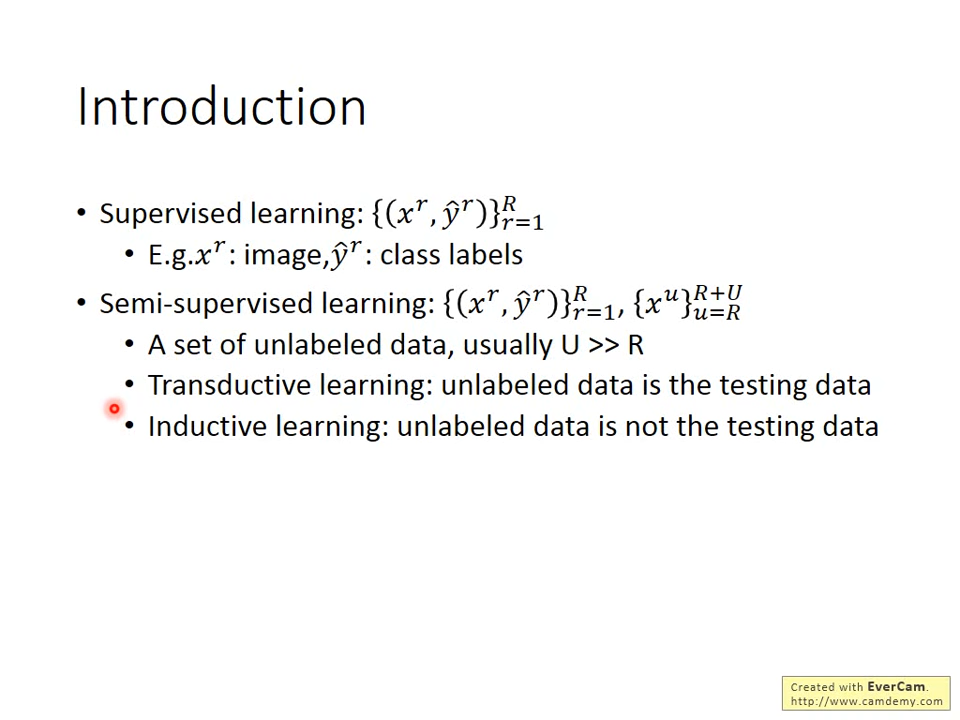 Introduction
• Supervised learning: {(x^r, ŷ^r)}_{r=1}^R
• E.g.x^r: image,ŷ^r: class labels
• Semi-supervised learning: {(x^r, ŷ^r)}_{r=1}^R, {x^u}_{u=R}^{R+U}
• A set of unlabeled data, usually U >> R
• Transductive learning: unlabeled data is the testing data
• Inductive learning: unlabeled data is not the testing data
Created with EverCam.
http://www.camdemy.com